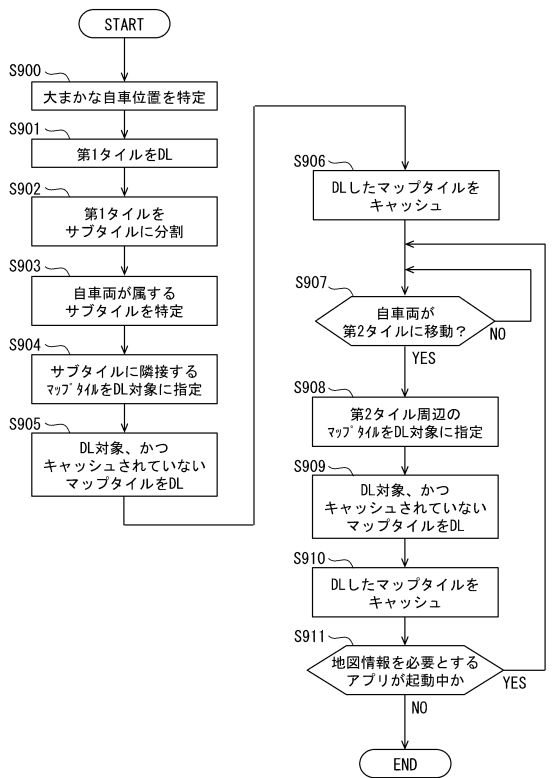 START
S900
大まかな自車位置を特定
S901
第1タイルをDL
S902
第1タイルを
サブタイルに分割
S903
自車両が属する
サブタイルを特定
S904
サブタイルに隣接する
ﾏｯﾌﾟﾀｲﾙをDL対象に指定
S905
DL対象、かつ
キャッシュされていない
マップタイルをDL
S906
DLしたマップタイルを
キャッシュ
S907
自車両が
第2タイルに移動？
NO
YES
S908
第2タイル周辺の
ﾏｯﾌﾟﾀｲﾙをDL対象に指定
S909
DL対象、かつ
キャッシュされていない
マップタイルをDL
S910
DLしたマップタイルを
キャッシュ
S911
地図情報を必要とする
アプリが起動中か
YES
NO
END